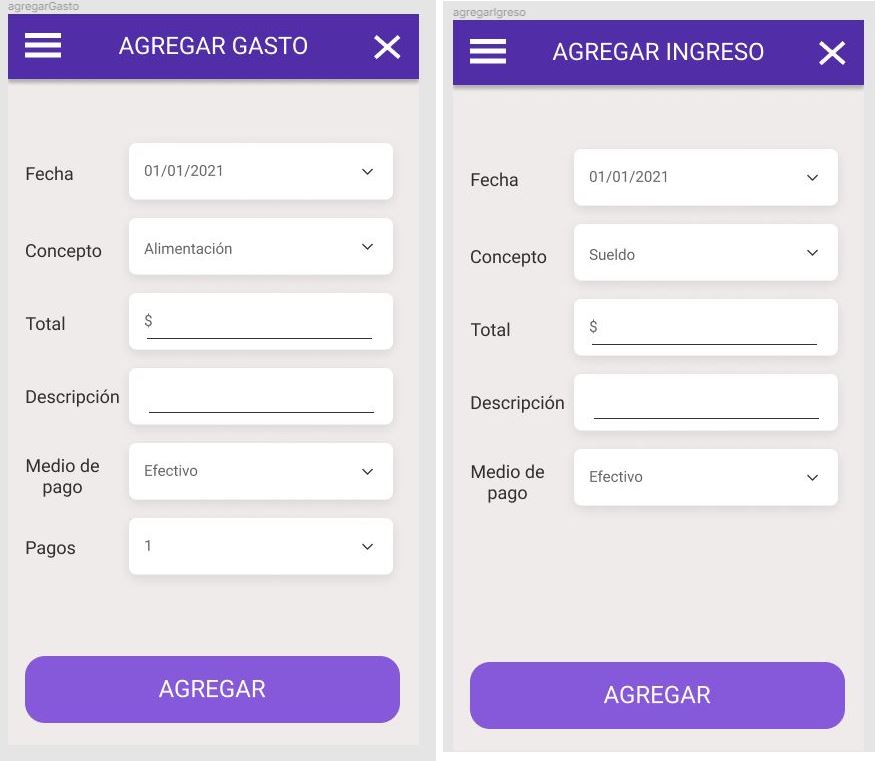 agregarGasto
AGREGAR GASTO
Fecha
01/01/2021
Concepto
Alimentación
Total
$
Descripción
Medio de
pago
Efectivo
Pagos
1
AGREGAR
agregarIgreso
AGREGAR INGRESO
Fecha
01/01/2021
Concepto
Sueldo
Total
$
Descripción
Medio de
pago
Efectivo
AGREGAR